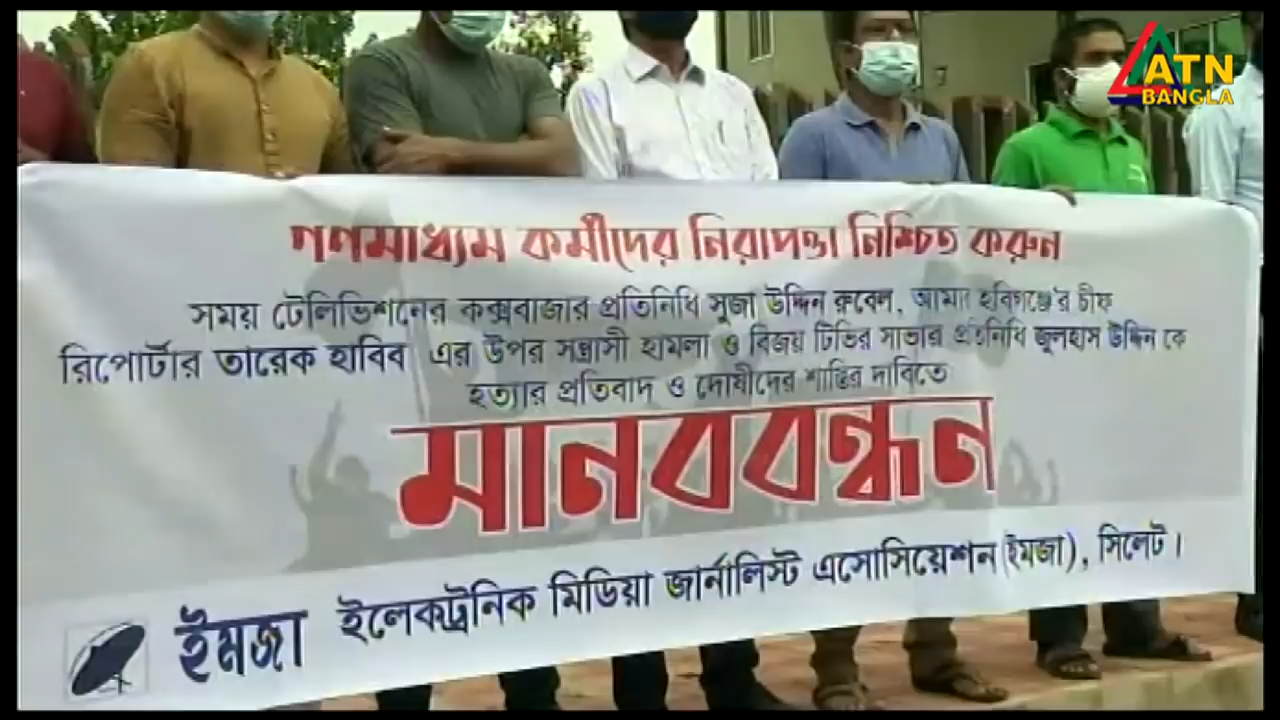 ATN
BANGLA
গণমাধ্যম কর্মীদের নিরাপত্তা নিশ্চিত করুন
সময় টেলিভিশনের কক্সবাজার প্রতিনিধি সুজা উদ্দিন রুবেল, আমার হবিগঞ্জে'র চীফ
রিপোর্টার তারেক হাবিব এর উপর সন্ত্রাসী হামলা ও বিজয় টিভির সাভার প্রতিনিধি জুলহাস উদ্দিন কে
হত্যার প্রতিবাদ ও দোষীদের শাস্তির দাবিতে
মানববন্ধন
ইমজা ইলেকট্রনিক মিডিয়া জার্নালিস্ট এসোসিয়েশন (ইমজা), সিলেট।